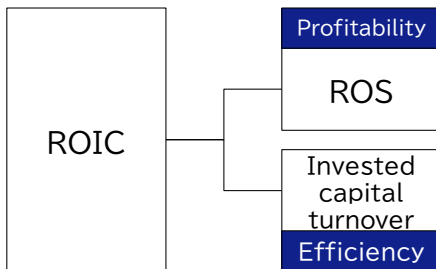 ROIC
Profitability
ROS
Invested
capital
turnover
Efficiency